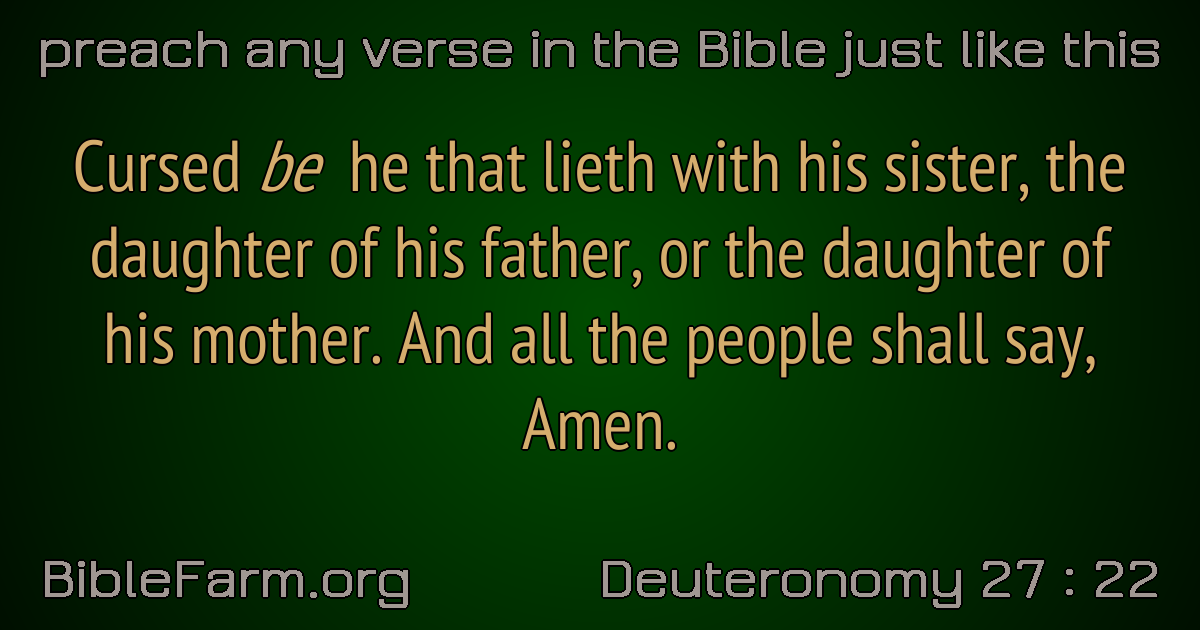 preach any verse in the Bible just like this
Cursed be he that lieth with his sister, the
daughter of his father, or the daughter of
his mother. And all the people shall say,
Amen.
BibleFarm.org
Deuteronomy 27 : 22